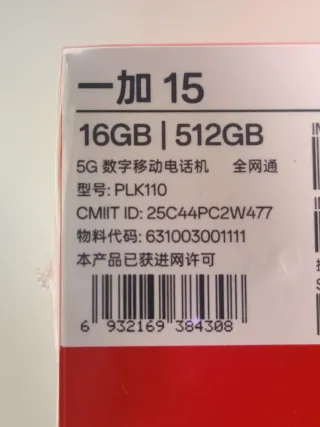 一加 15
16GB | 512GB
5G 数字移动电话机 全网通
型号: PLK110
CMIIT ID: 25C44PC2W477
物料代码: 631003001111
本产品已获进网许可
6 932169 384308